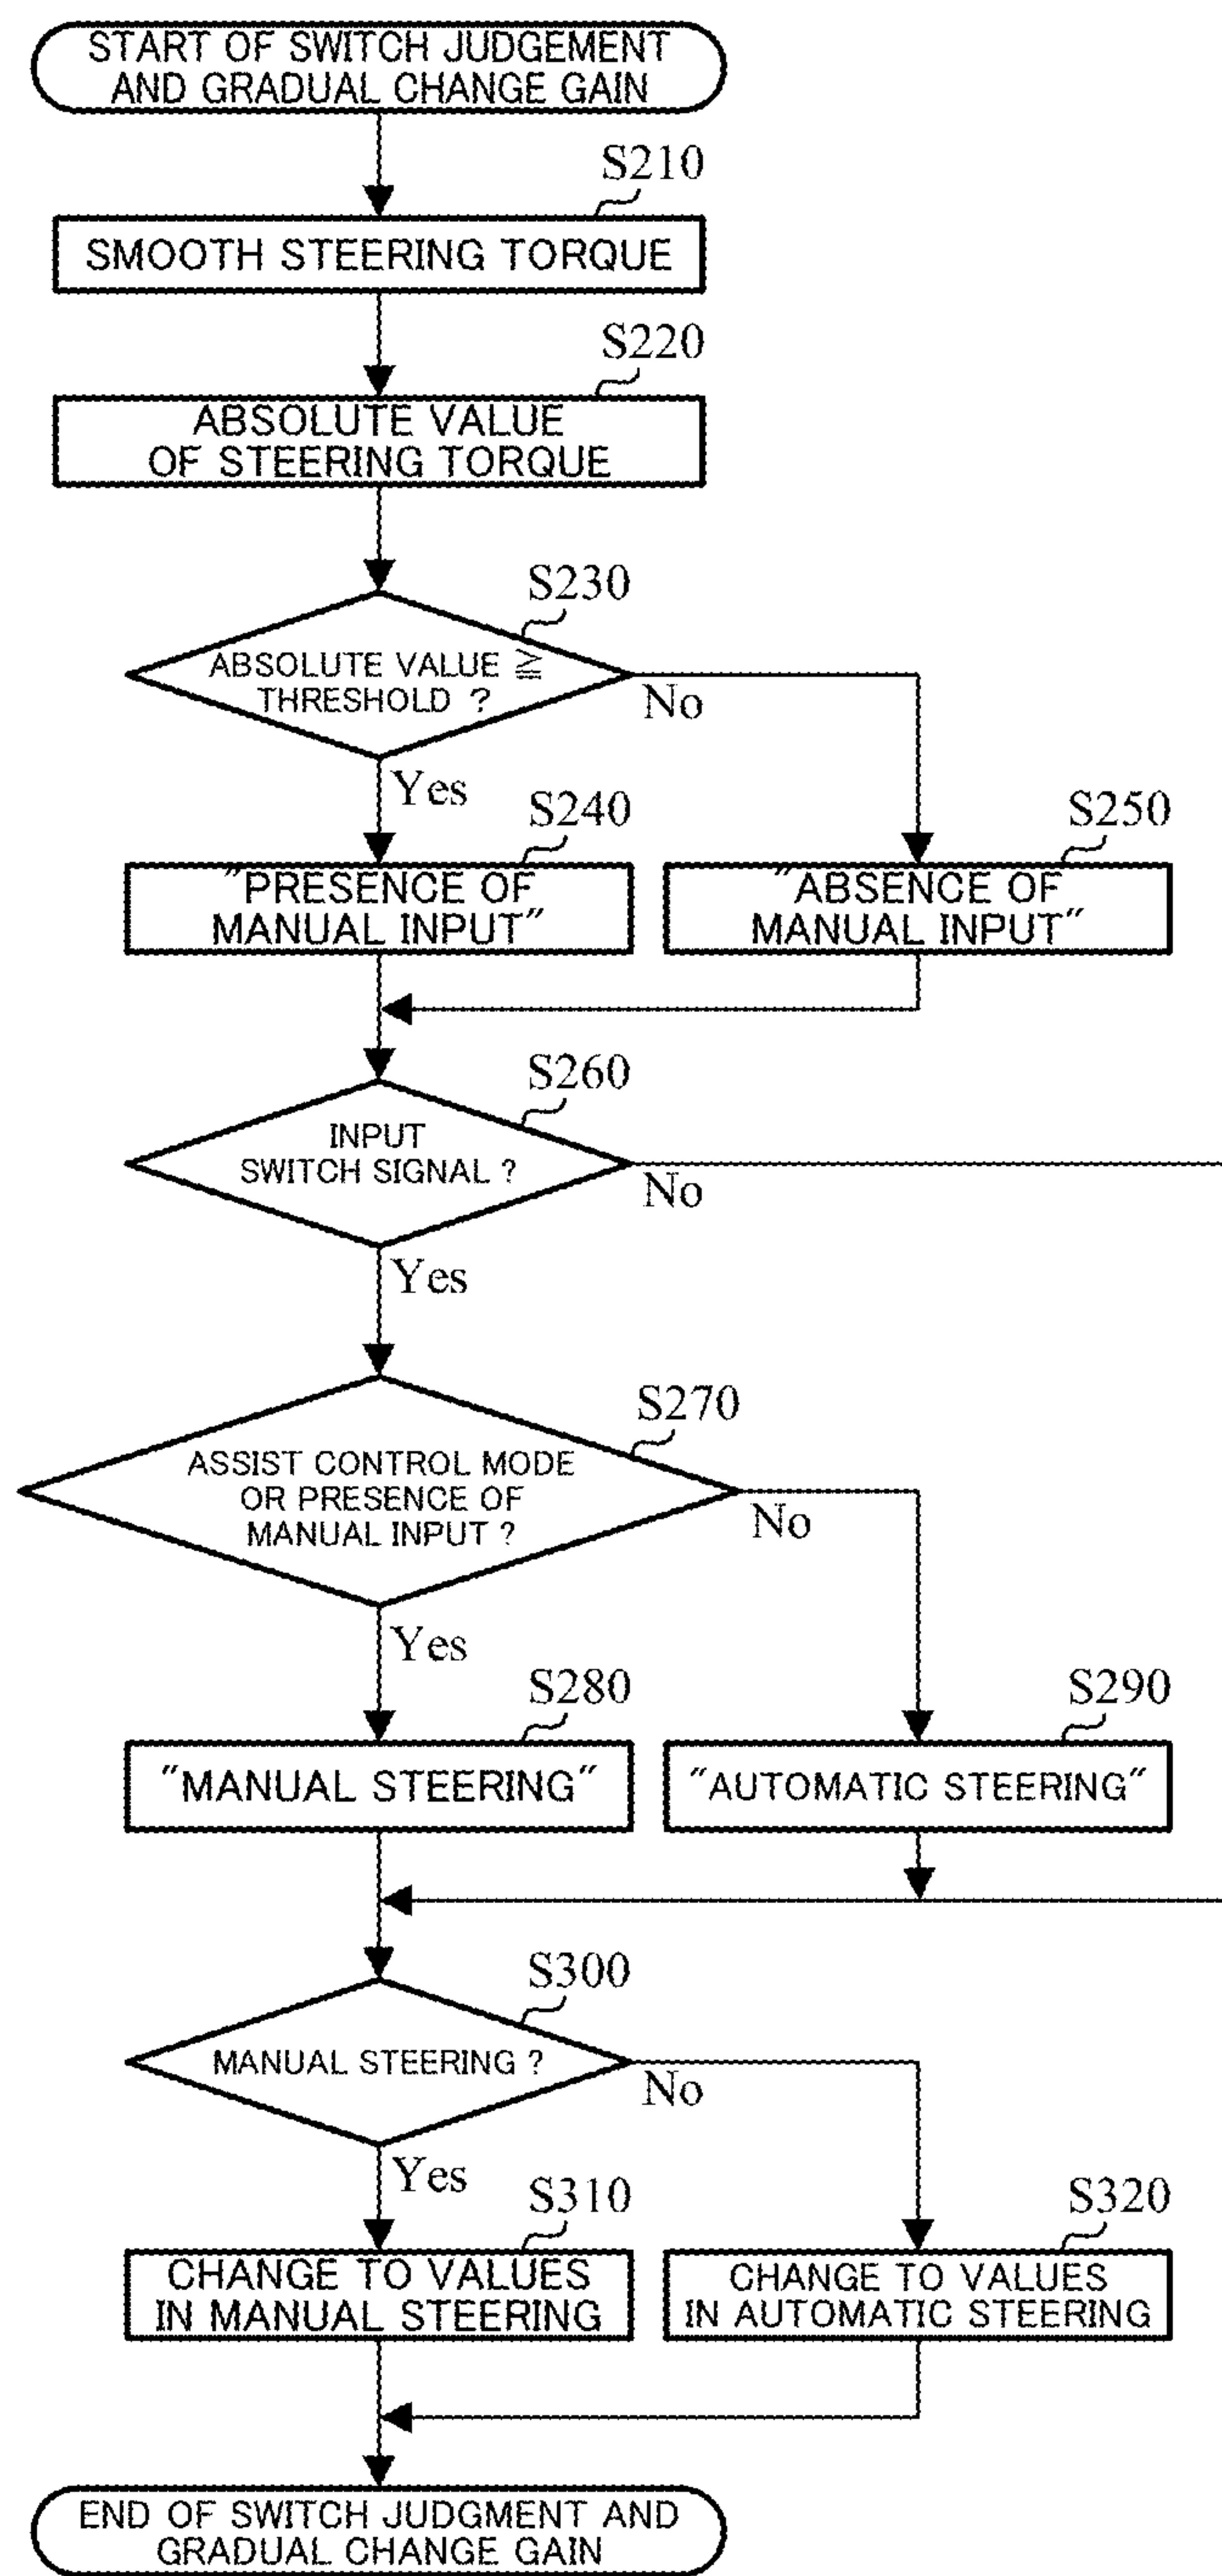 START OF SWITCH JUDGEMENT
AND GRADUAL CHANGE GAIN
S210
SMOOTH STEERING TORQUE
S220
ABSOLUTE VALUE
OF STEERING TORQUE
S230
ABSOLUTE VALUE ≧
THRESHOLD ?
No
Yes
S240
S250
"PRESENCE OF
MANUAL INPUT"
"ABSENCE OF
MANUAL INPUT"
S260
INPUT
SWITCH SIGNAL ?
No
Yes
S270
ASSIST CONTROL MODE
OR PRESENCE OF
MANUAL INPUT ?
No
Yes
S280
S290
"MANUAL STEERING"
"AUTOMATIC STEERING"
S300
MANUAL STEERING ?
No
Yes
S310
S320
CHANGE TO VALUES
IN MANUAL STEERING
CHANGE TO VALUES
IN AUTOMATIC STEERING
END OF SWITCH JUDGMENT AND
GRADUAL CHANGE GAIN